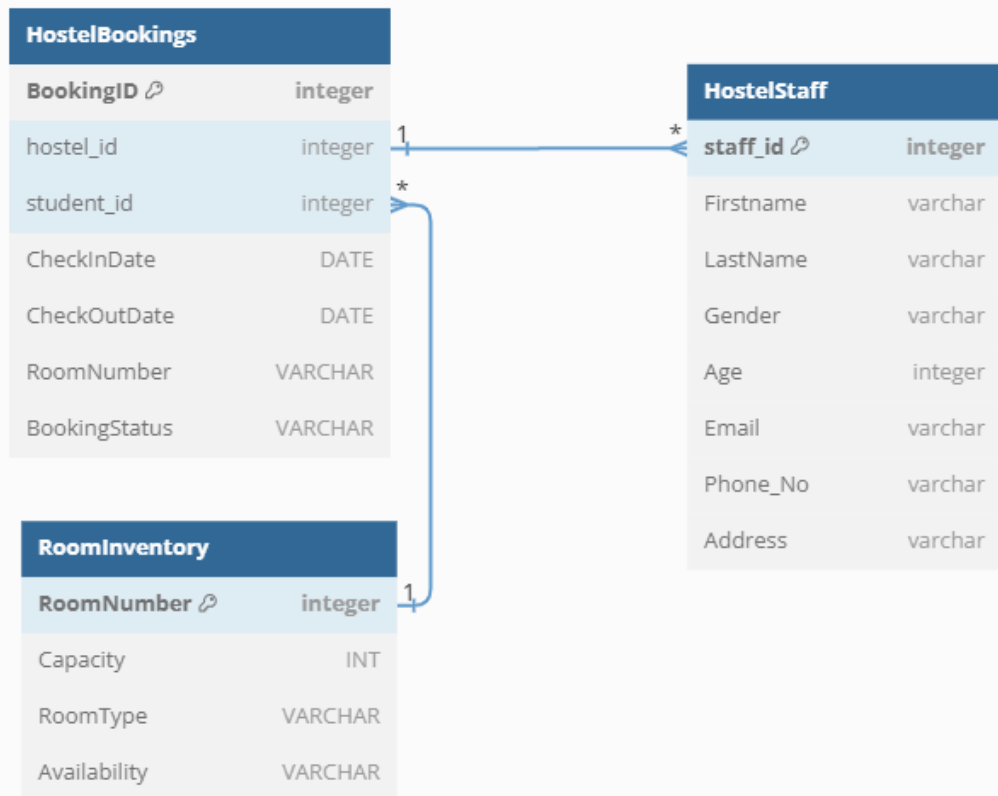 HostelBookings
BookingID integer
hostel_id integer
student_id integer
CheckInDate DATE
CheckOutDate DATE
RoomNumber VARCHAR
BookingStatus VARCHAR
1
*
*
HostelStaff
staff_id integer
Firstname varchar
LastName varchar
Gender varchar
Age integer
Email varchar
Phone_No varchar
Address varchar
RoomInventory
RoomNumber integer
1
Capacity INT
RoomType VARCHAR
Availability VARCHAR